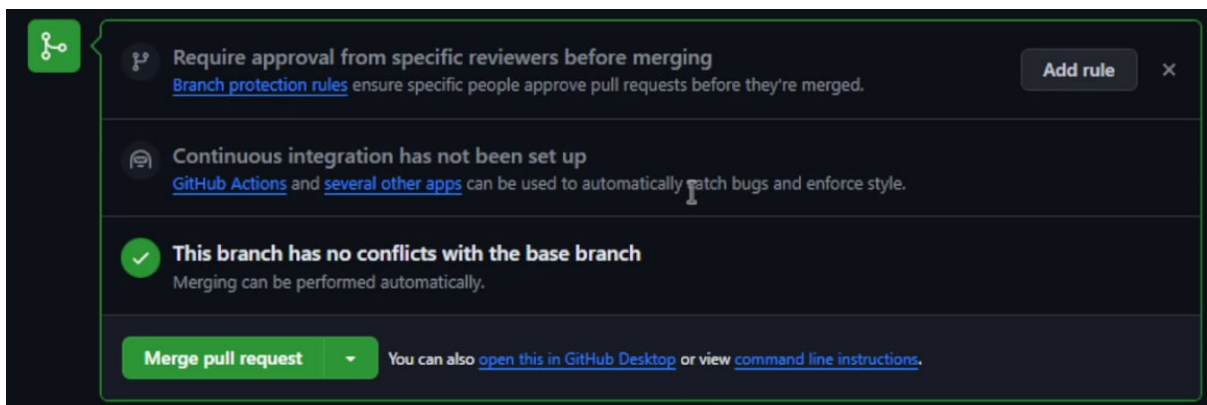 Require approval from specific reviewers before merging
Add rule
Branch protection rules ensure specific people approve pull requests before they're merged.
Continuous integration has not been set up
GitHub Actions and several other apps can be used to automatically catch bugs and enforce style.
This branch has no conflicts with the base branch
Merging can be performed automatically.
Merge pull request
You can also open this in GitHub Desktop or view command line instructions.